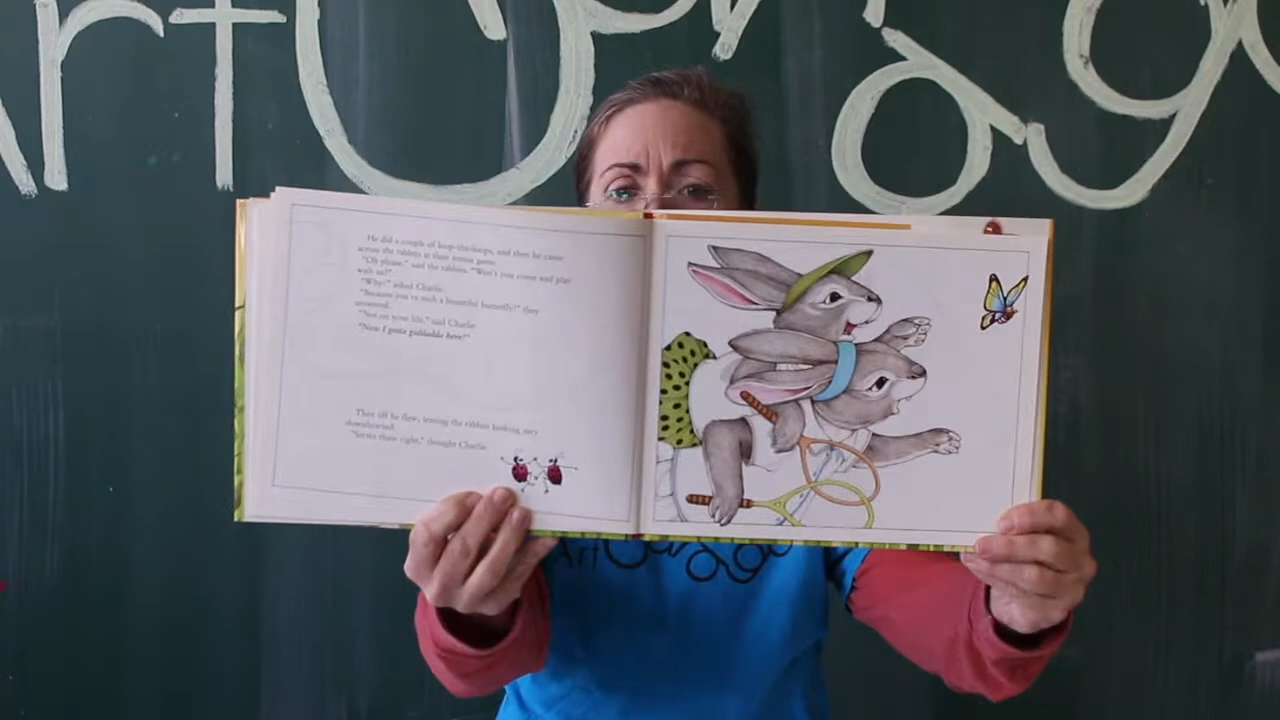 Art
He did a couple of loop-the-loops, and then he came
across the rabbits at their tennis game.
"Oh please," said the rabbits. "Won't you come and play
with us?"
"Why?" asked Charlie.
"Because you're such a beautiful butterfly!" they
answered.
"Not on your life," said Charlie.
"Now I gotta skedaddle here!"
Then off he flew, leaving the rabbits looking very
downhearted.
"Serves them right," thought Charlie.
Art